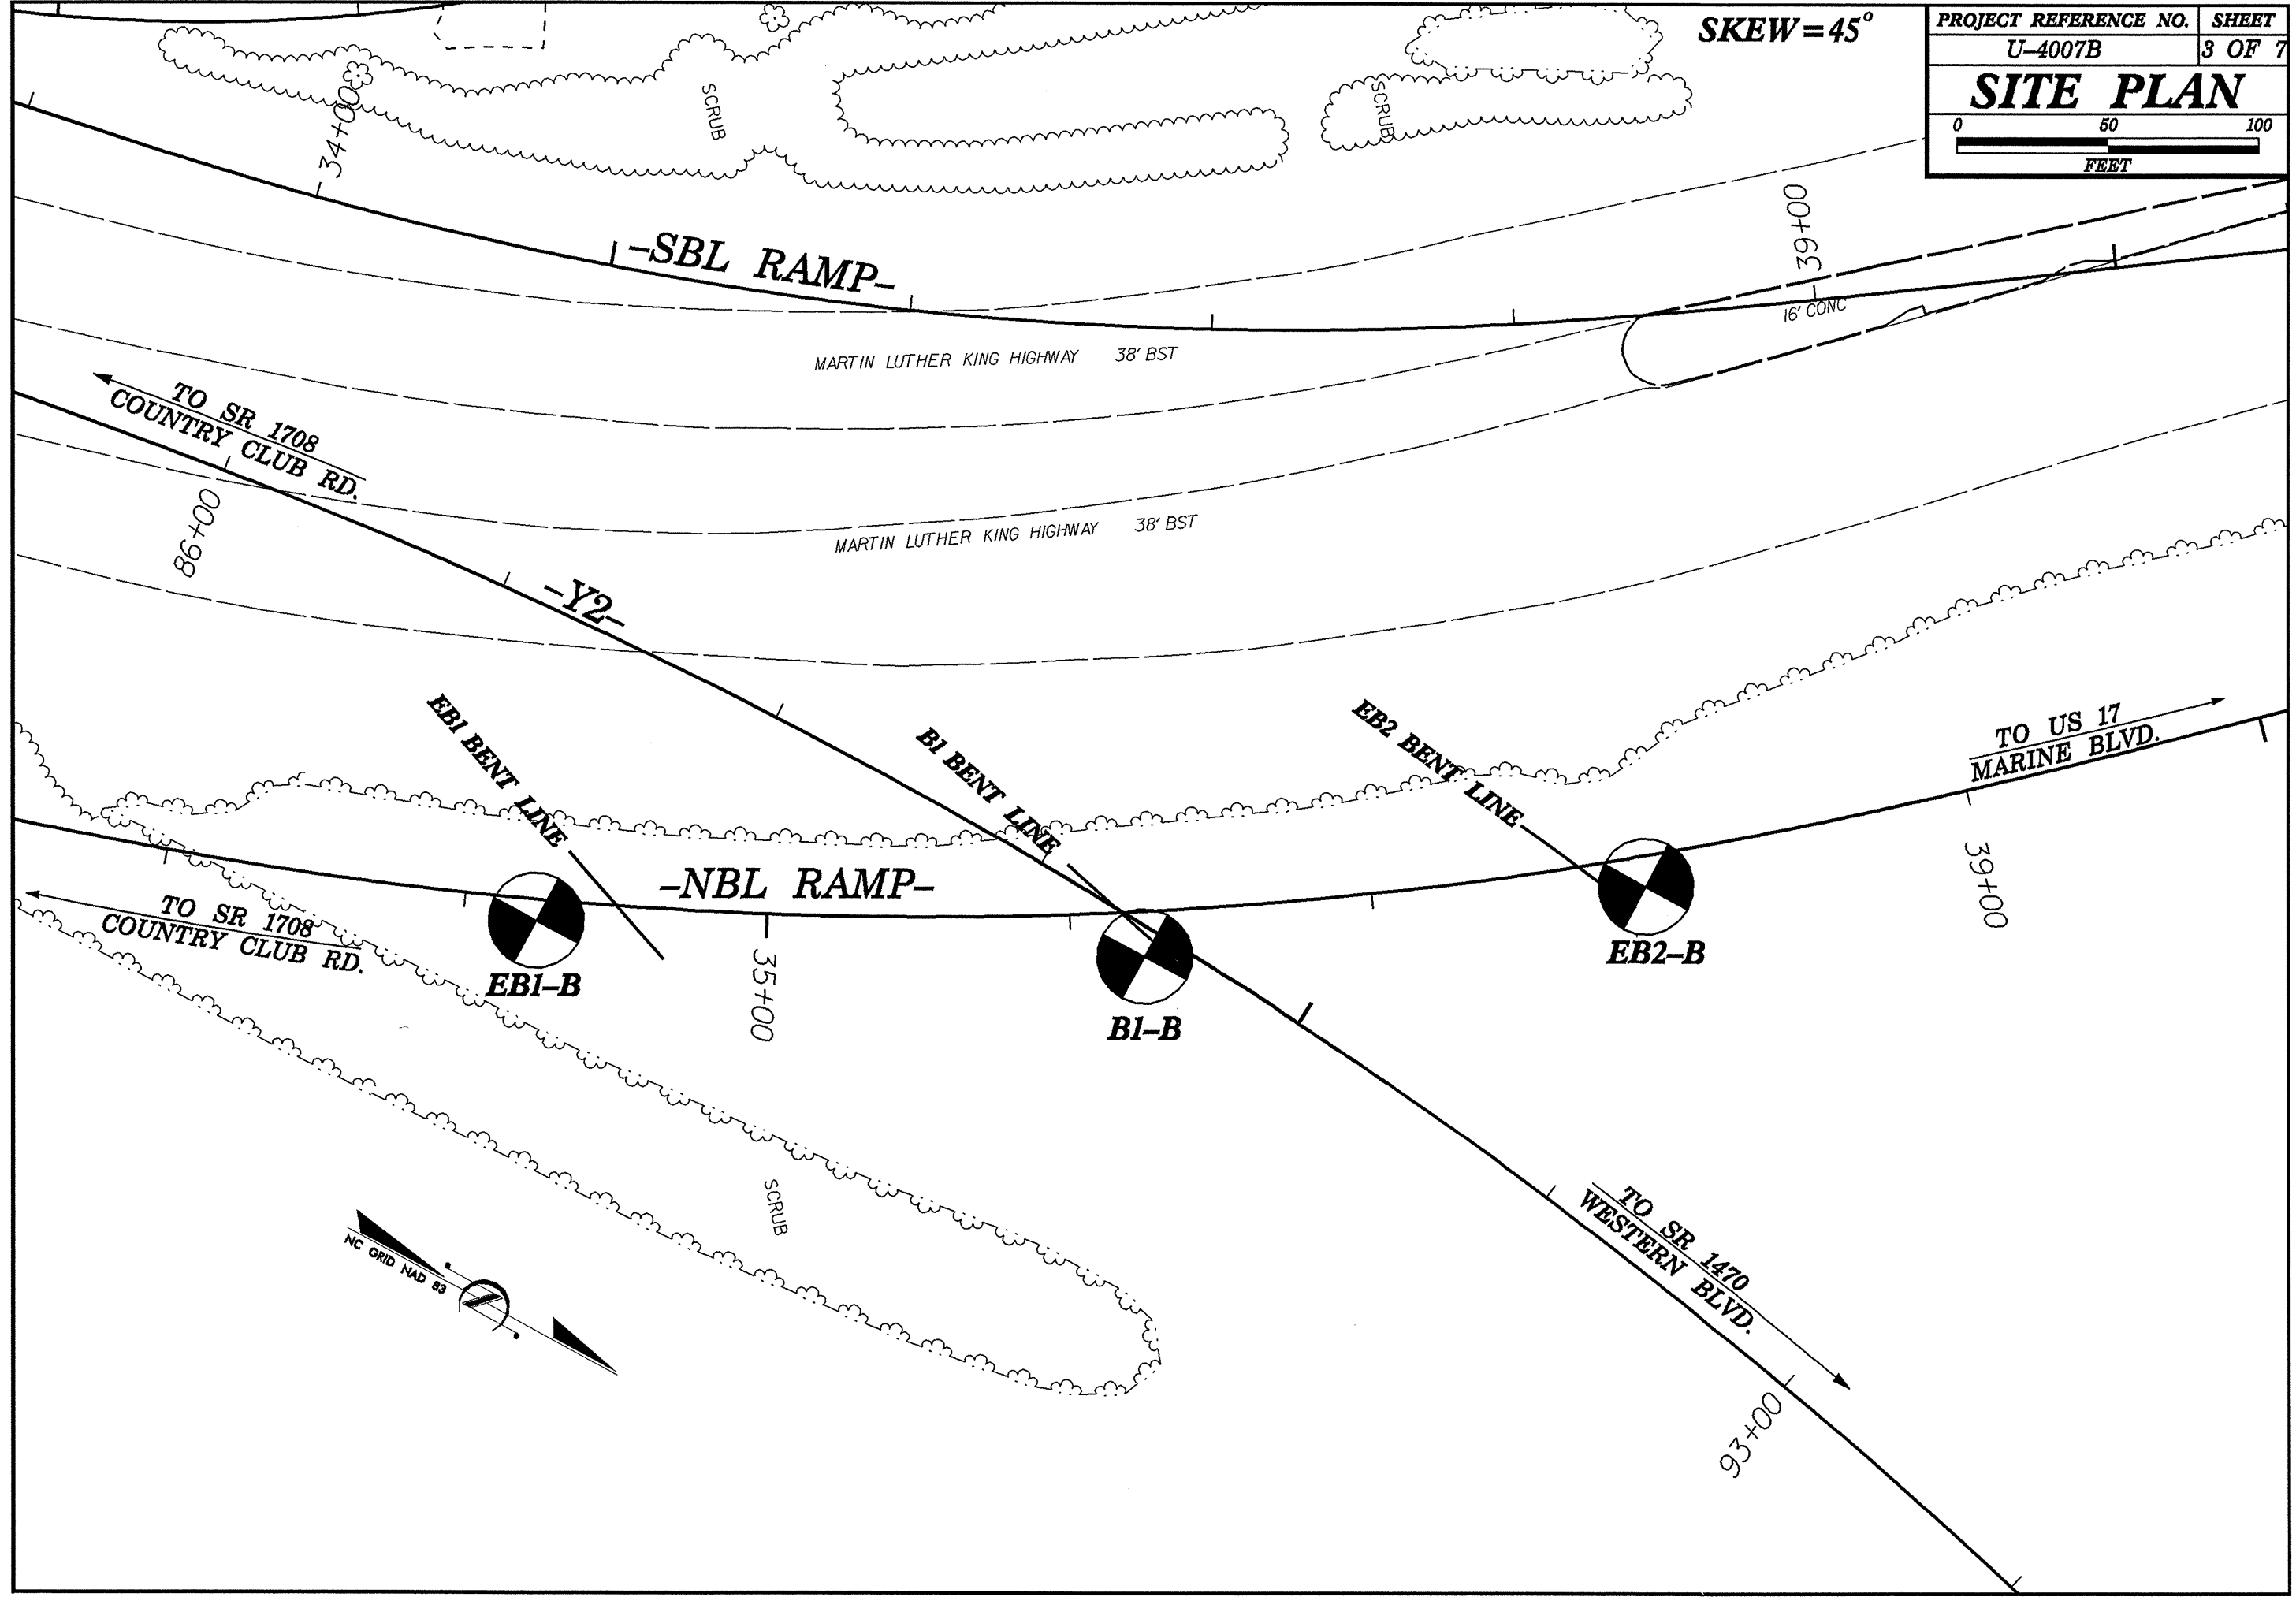 SKEW=45°
PROJECT REFERENCE NO.
SHEET
U-4007B
3 OF 7
SITE PLAN
0 50 100
FEET
SCRUB
SCRUB
34+00
39+00
-SBL RAMP-
16' CONC
MARTIN LUTHER KING HIGHWAY 38' BST
TO SR 1708
COUNTRY CLUB RD.
86+00
MARTIN LUTHER KING HIGHWAY 38' BST
-Y2-
EB1 BENT LINE
B1 BENT LINE
EB2 BENT LINE
TO US 17
MARINE BLVD.
-NBL RAMP-
39+00
TO SR 1708
COUNTRY CLUB RD.
EB1-B
35+00
B1-B
EB2-B
SCRUB
NC GRID NAD 83
TO SR 1470
WESTERN BLVD.
93+00